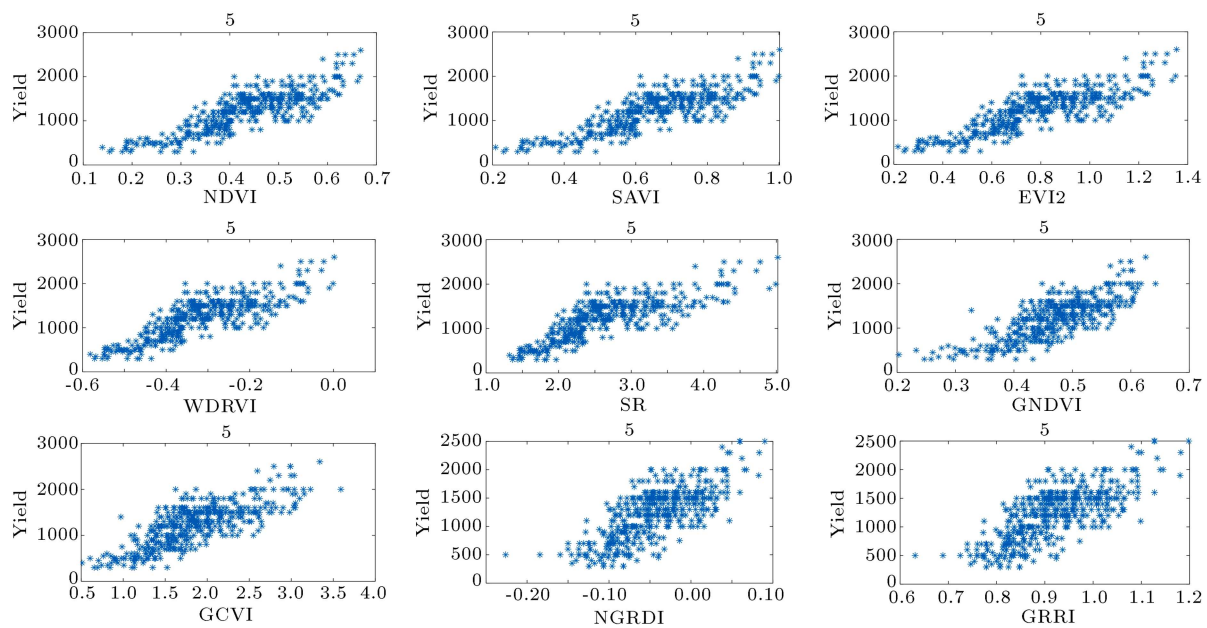 5
Yield
3000
2000
1000
0
0.1 0.2 0.3 0.4 0.5 0.6 0.7
NDVI
5
Yield
3000
2000
1000
0
0.2 0.4 0.6 0.8 1.0
SAVI
5
Yield
3000
2000
1000
0
0.2 0.4 0.6 0.8 1.0 1.2 1.4
EVI2
5
Yield
3000
2000
1000
0
-0.6 -0.4 -0.2 0.0
WDRVI
5
Yield
3000
2000
1000
0
1.0 2.0 3.0 4.0 5.0
SR
5
Yield
3000
2000
1000
0
0.2 0.3 0.4 0.5 0.6 0.7
GNDVI
5
Yield
3000
2000
1000
0
0.5 1.0 1.5 2.0 2.5 3.0 3.5 4.0
GCVI
5
Yield
2500
2000
1500
1000
500
0
-0.20 -0.10 0.00 0.10
NGRDI
5
Yield
2500
2000
1500
1000
500
0
0.6 0.7 0.8 0.9 1.0 1.1 1.2
GRRI